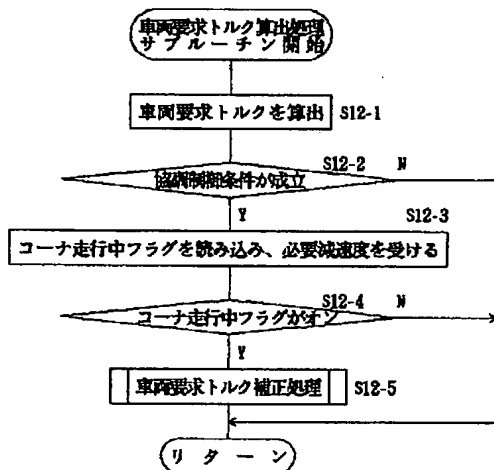 車両要求トルク算出処理
サブルーチン開始
車両要求トルクを算出 S12-1
S12-2 N
協調制御条件が成立
Y S12-3
コーナ走行中フラグを読み込み、必要減速度を受ける
S12-4 N
コーナ走行中フラグがオン
Y
車両要求トルク補正処理 S12-5
リターン